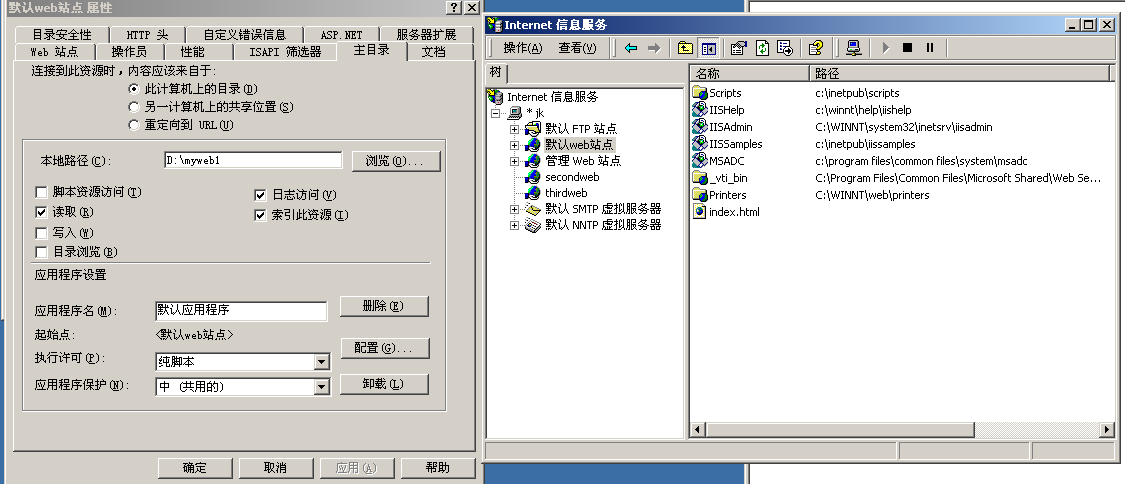 默认web站点 属性
目录安全性 HTTP 头 自定义错误信息 ASP.NET 服务器扩展
Web 站点 操作员 性能 ISAPI 筛选器 主目录 文档
连接到此资源时，内容应该来自于:
此计算机上的目录(D)
另一计算机上的共享位置(S)
重定向到 URL(U)
本地路径(C): D:\myweb1 浏览(O)...
脚本资源访问(T) 日志访问(V)
读取(R) 索引此资源(I)
写入(W)
目录浏览(B)
应用程序设置
应用程序名(M): 默认应用程序 删除(E)
起始点: <默认web站点>
配置(G)...
执行许可(P): 纯脚本
应用程序保护(N): 中 (共用的) 卸载(L)
确定 取消 应用(A) 帮助
Internet 信息服务
操作(A) 查看(V)
树
Internet 信息服务
* jk
默认 FTP 站点
默认web站点
管理 Web 站点
secondweb
thirdweb
默认 SMTP 虚拟服务器
默认 NNTP 虚拟服务器
名称 路径
Scripts c:\inetpub\scripts
IISHelp c:\winnt\help\iishelp
IISAdmin C:\WINNT\system32\inetsrv\iisadmin
IISSamples c:\inetpub\iissamples
MSADC c:\program files\common files\system\msadc
_vti_bin C:\Program Files\Common Files\Microsoft Shared\Web Se...
Printers C:\WINNT\web\printers
index.html